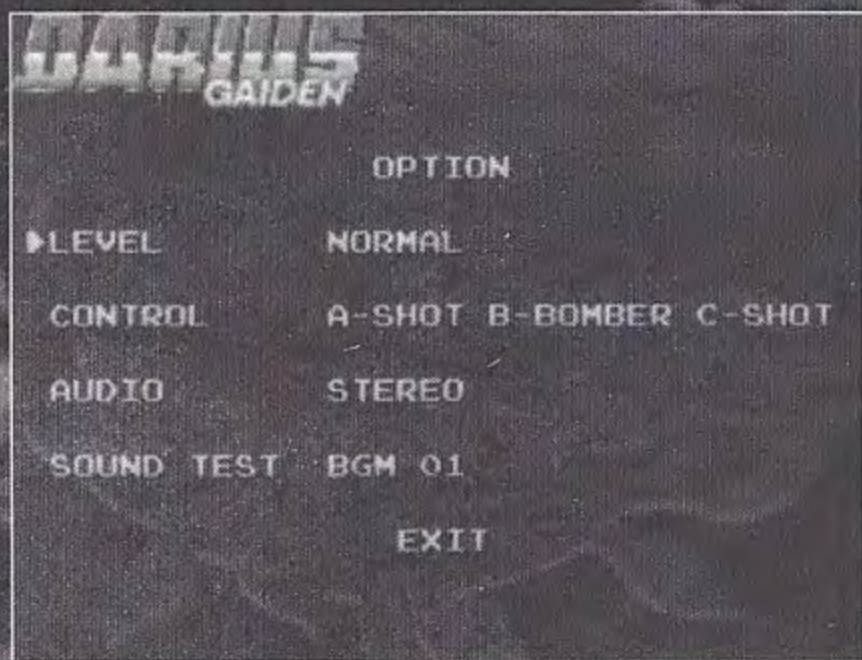 DARIUS
GAIDEN
OPTION
▶LEVEL NORMAL
CONTROL A-SHOT B-BOMBER C-SHOT
AUDIO STEREO
SOUND TEST BGM 01
EXIT